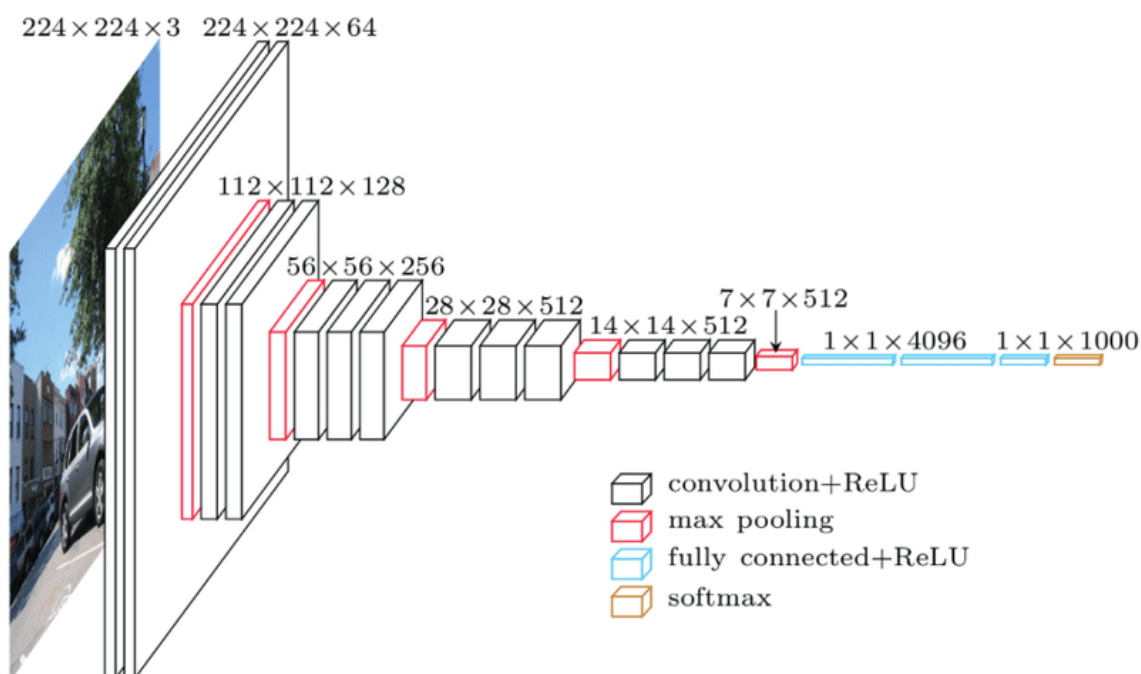 224×224×3
224×224×64
112×112×128
56×56×256
28×28×512
14×14×512
7×7×512
1×1×4096
1×1×1000
convolution+ReLU
max pooling
fully connected+ReLU
softmax